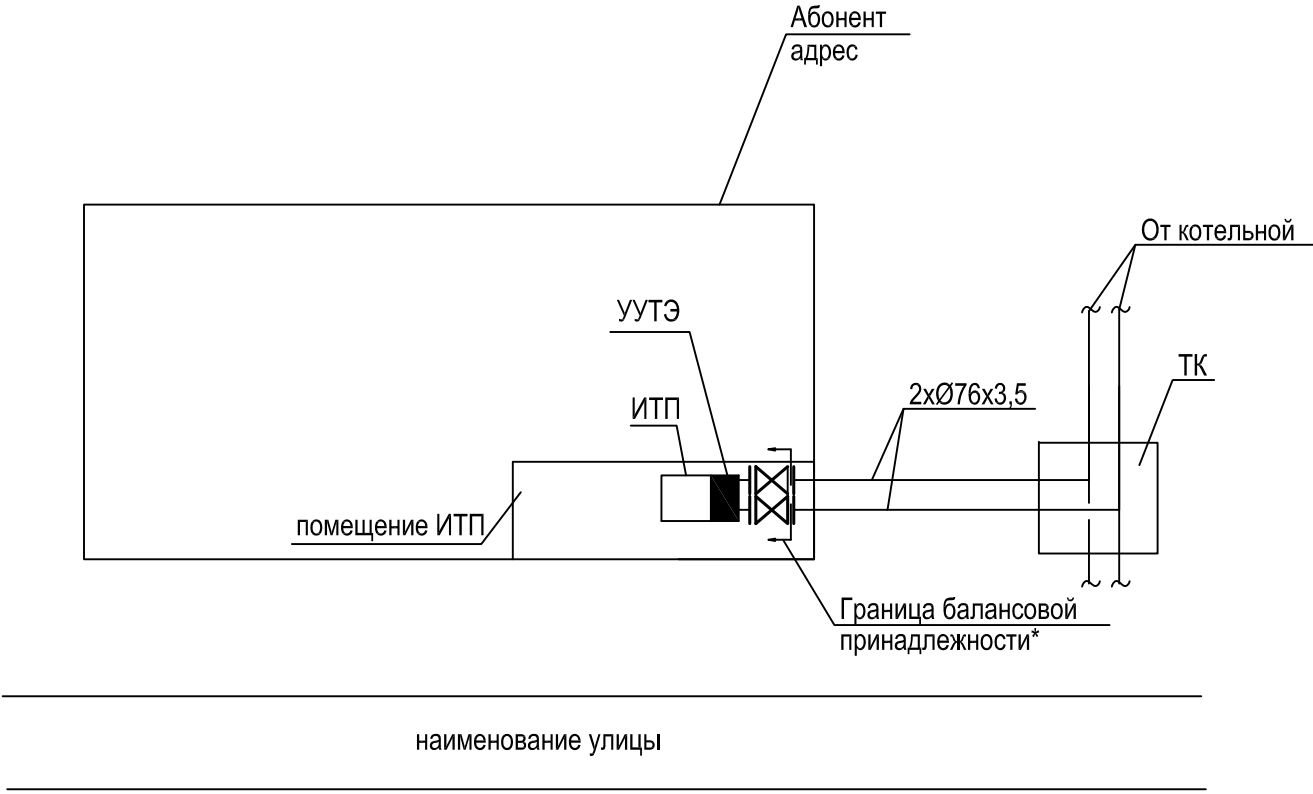 Абонент
адрес
От котельной
УУТЭ
ТК
2xØ76x3,5
ИТП
помещение ИТП
Граница балансовой
принадлежности*
наименование улицы